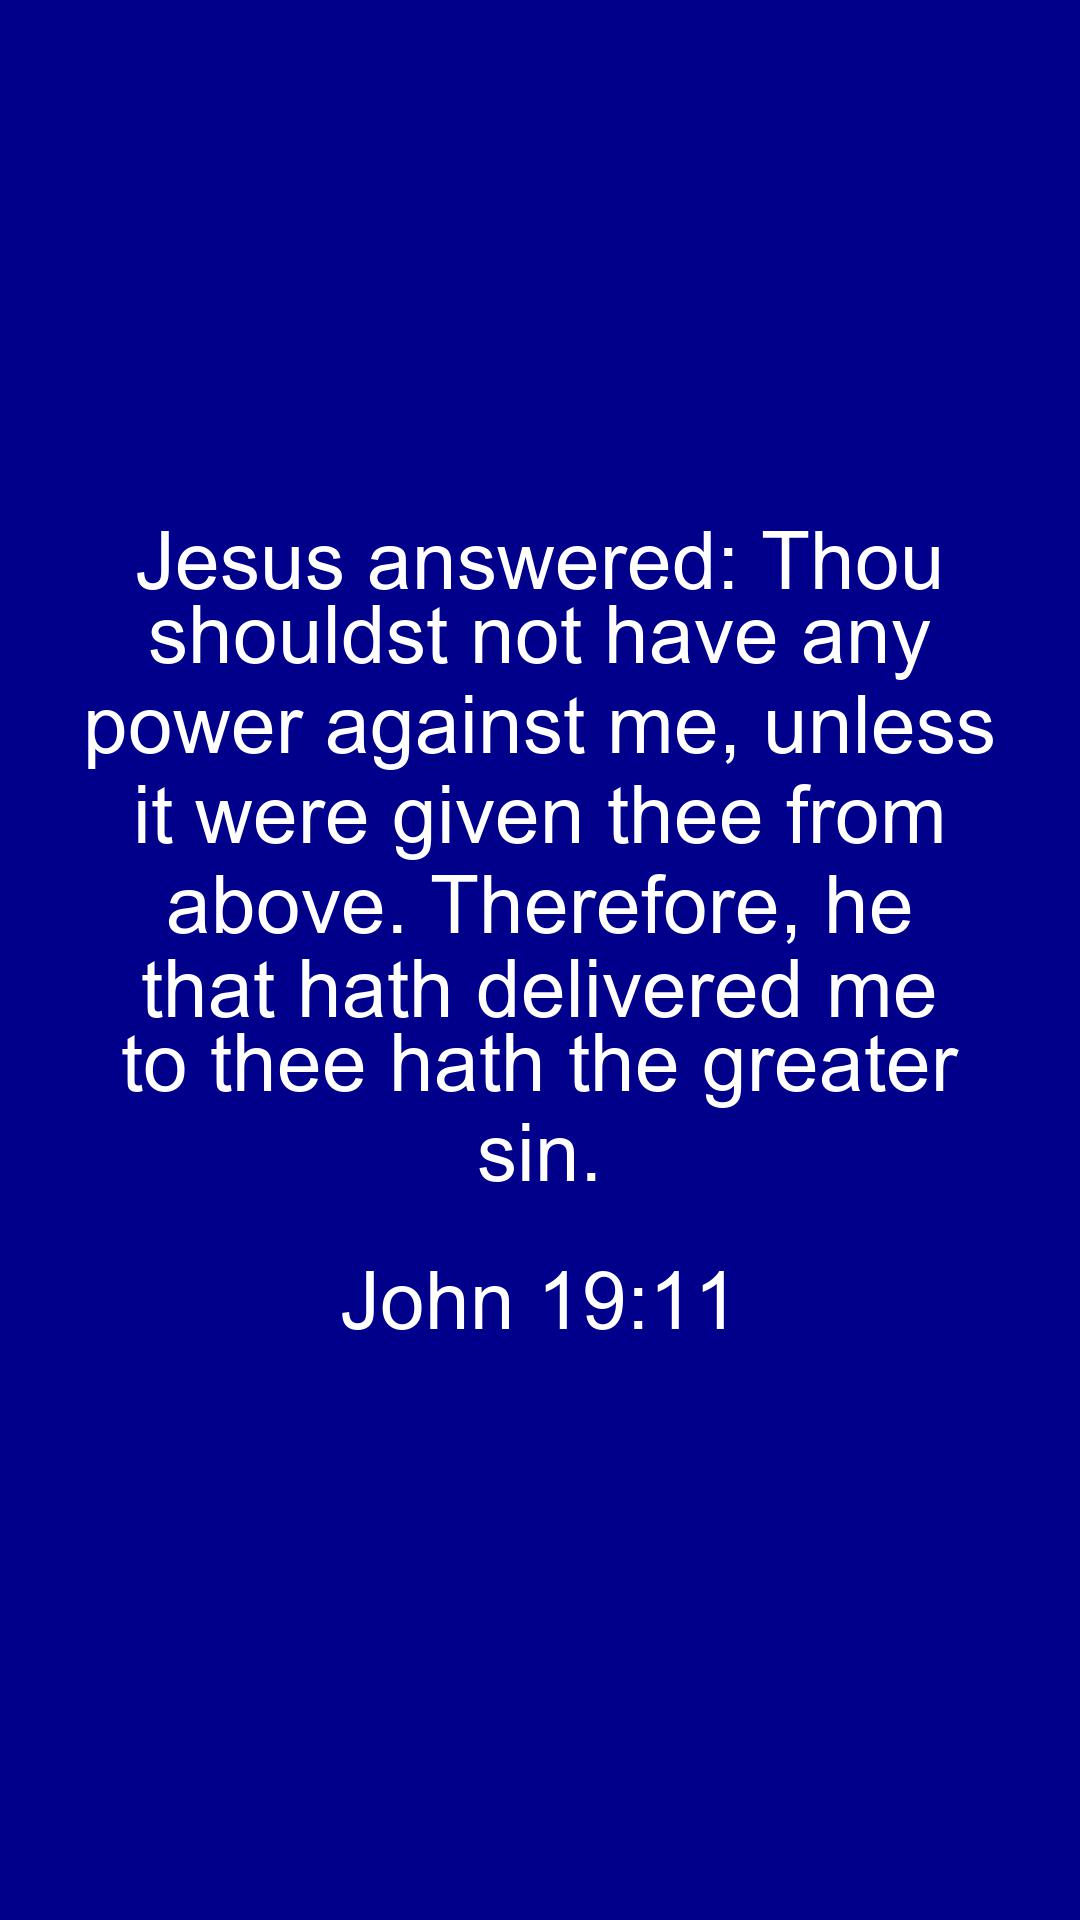 Jesus answered: Thou
shouldst not have any
power against me, unless
it were given thee from
above. Therefore, he
that hath delivered me
to thee hath the greater
sin.
John 19:11